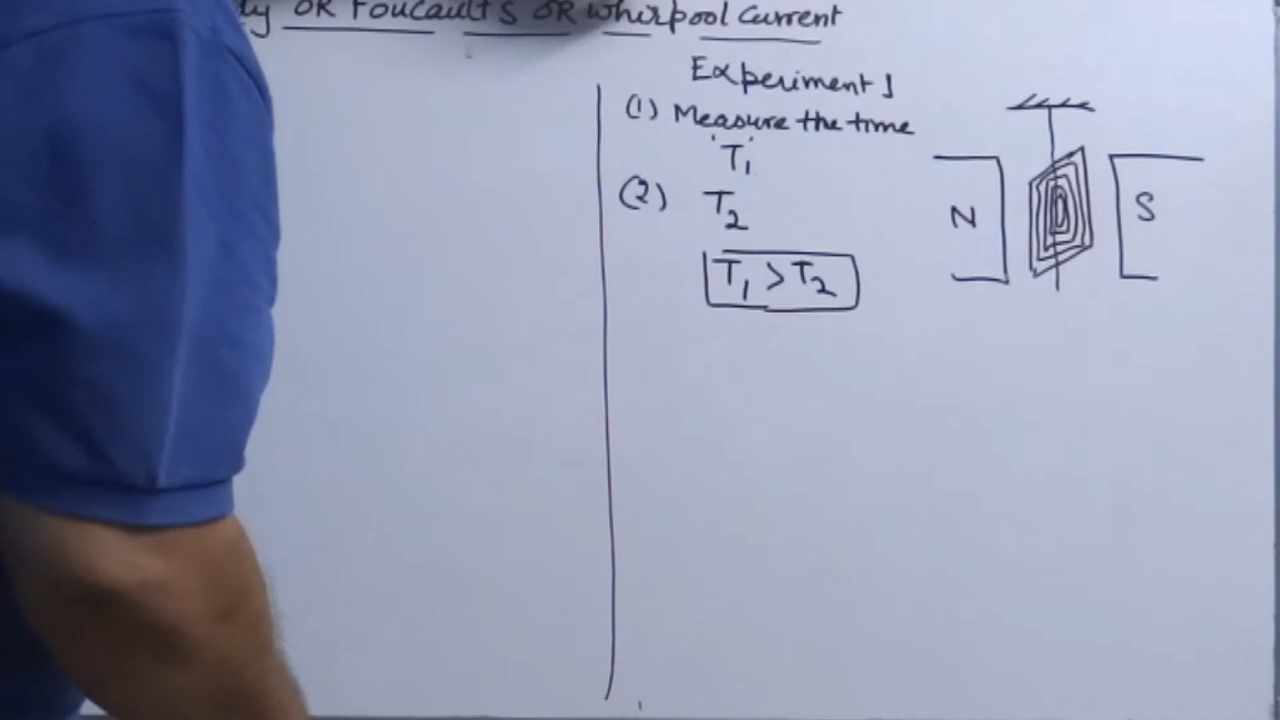 OR Foucault's OR Whirpool Current
Experiment 1
(1) Measure the time
'T1'
(2) T2
T1 > T2
N
S